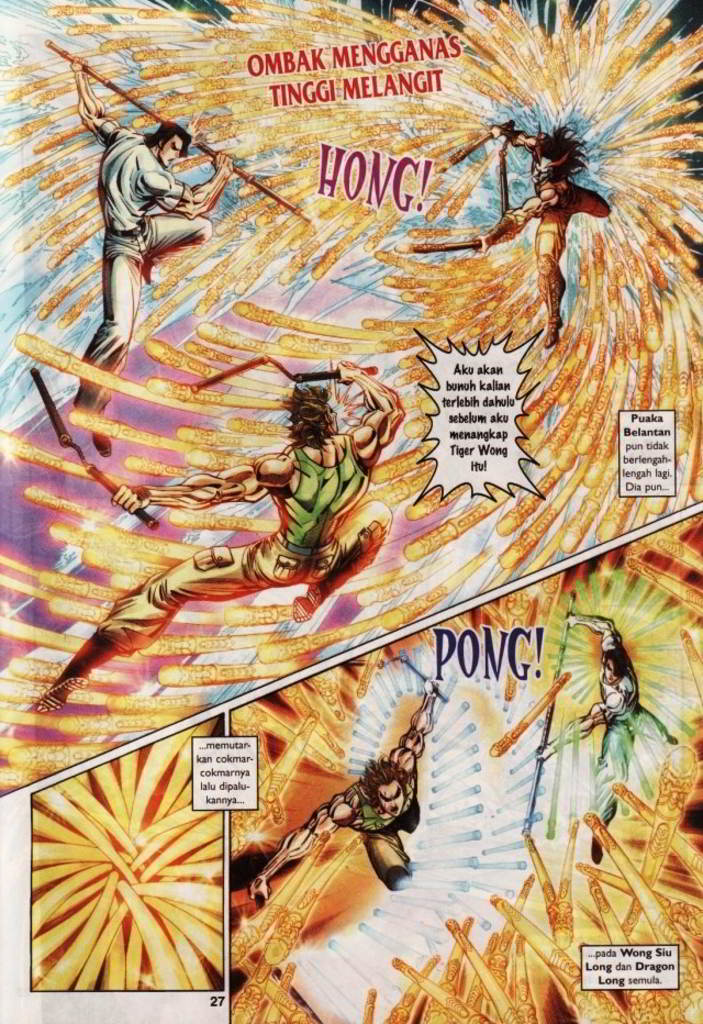 OMBAK MENGGANAS
TINGGI MELANGIT
HONG!
Aku akan
bunuh kalian
terlebih dahulu
sebelum aku
menangkap
Tiger Wong
itu!
Puaka
Belantan
pun tidak
berlengah-
lengah lagi.
Dia pun...
PONG!
...memutar-
kan cokmar-
cokmarnya
lalu dipalu-
kannya...
...pada Wong Siu
Long dan Dragon
Long semula.
27